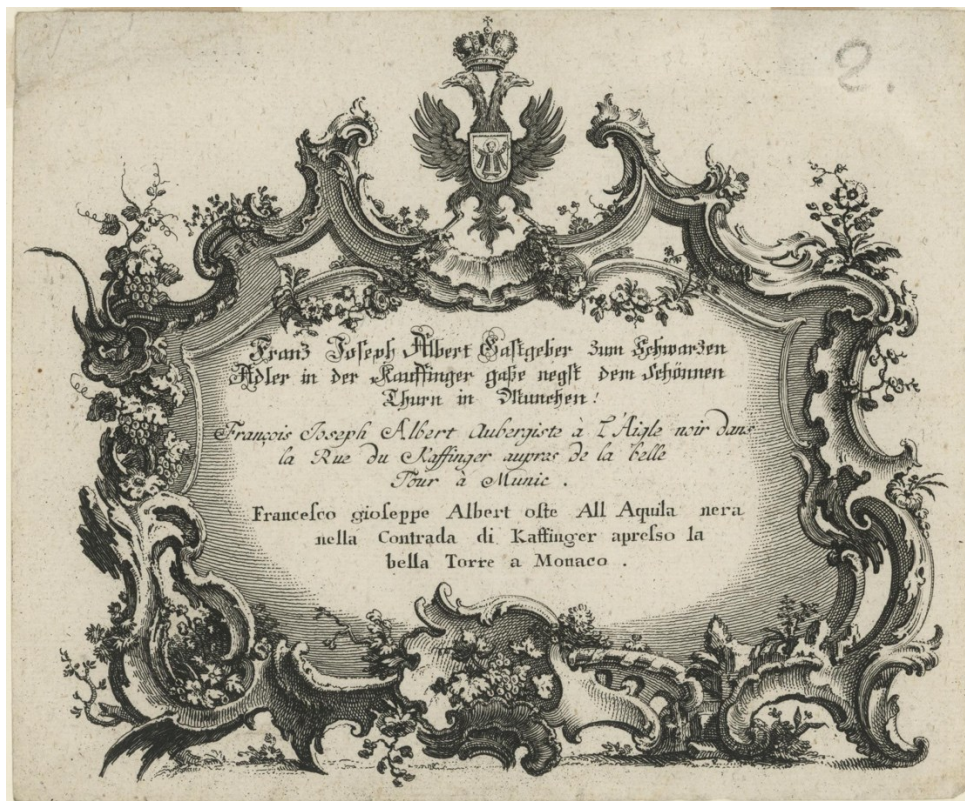 2.
Franz Joseph Albert Gastgeber zum Schwarzen
Adler in der Kauffinger gaße negst dem Schönnen
Thurn in Munchen!
François Joseph Albert Aubergiste à l'Aigle noir dans
la Rue du Kaffinger aupras de la belle
Tour à Munic .
Francesco gioseppe Albert oste All Aquila nera
nella Contrada di Kaffinger apresso la
bella Torre a Monaco .